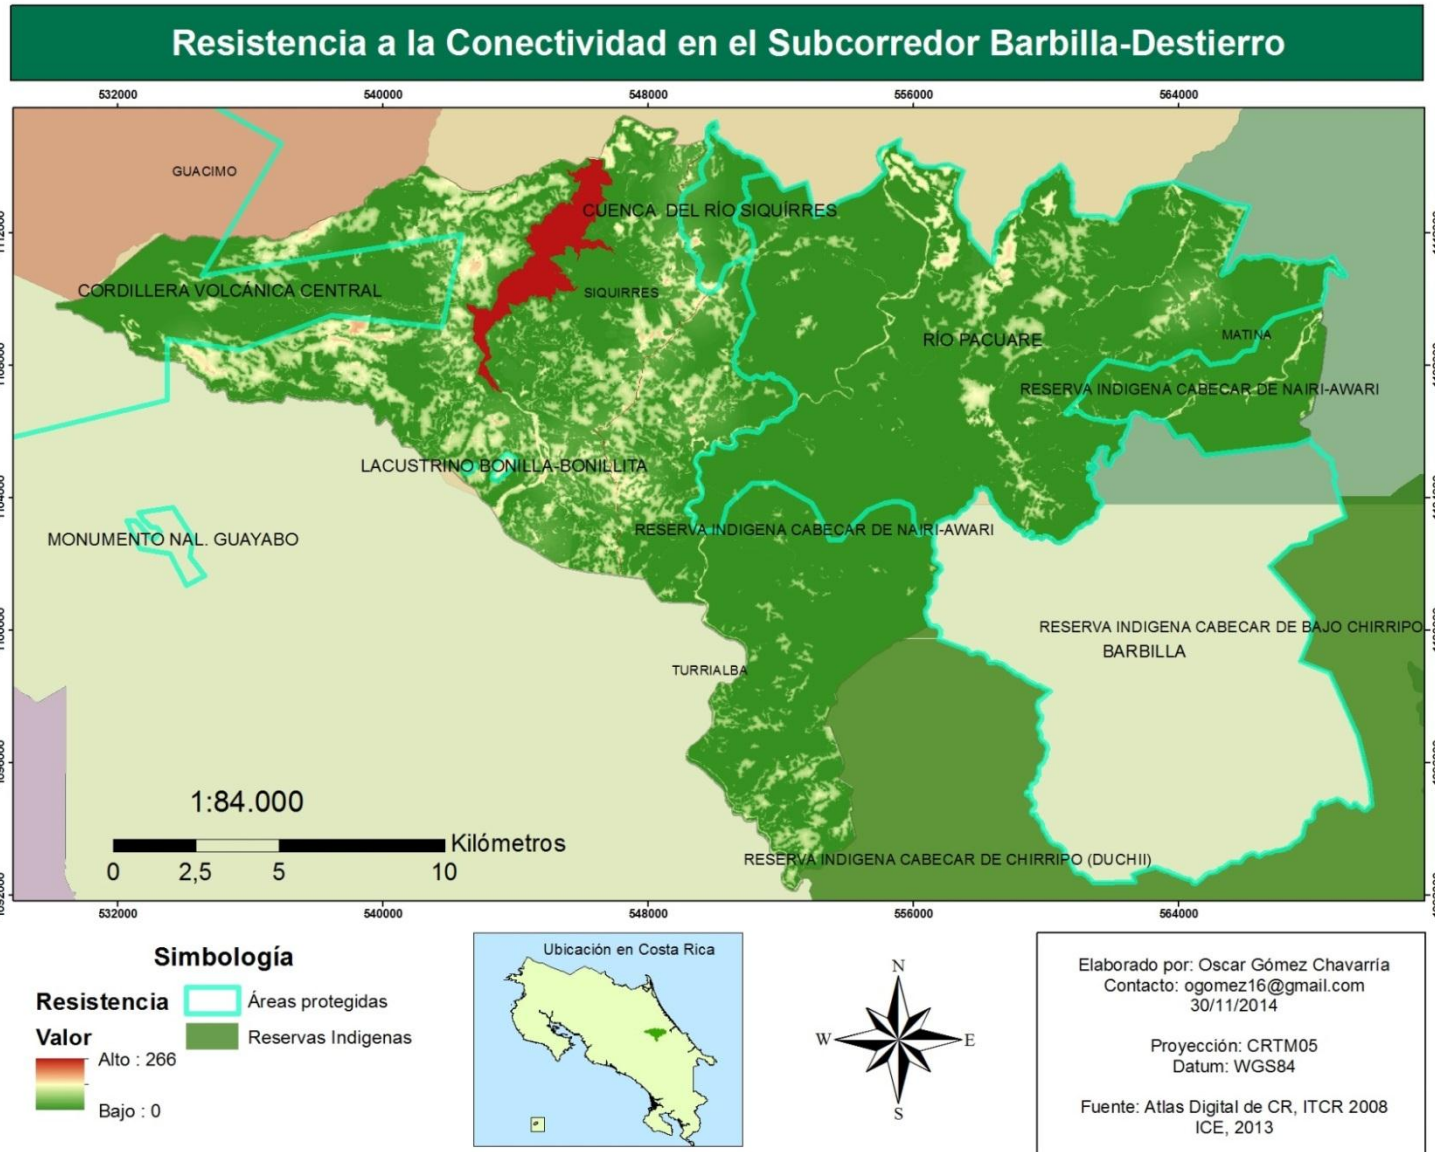 Resistencia a la Conectividad en el Subcorredor Barbilla-Destierro
532000 540000 548000 556000 564000
GUACIMO
CUENCA DEL RÍO SIQUÍRRES
CORDILLERA VOLCÁNICA CENTRAL
SIQUIRRES
RÍO PACUARE
MATINA
RESERVA INDIGENA CABECAR DE NAIRI-AWARI
LACUSTRINO BONILLA-BONILLITA
RESERVA INDIGENA CABECAR DE NAIRI-AWARI
MONUMENTO NAL. GUAYABO
RESERVA INDIGENA CABECAR DE BAJO CHIRRIPO
BARBILLA
TURRIALBA
1:84.000
Kilómetros
0 2,5 5 10
RESERVA INDIGENA CABECAR DE CHIRRIPO (DUCHII)
532000 540000 548000 556000 564000
Simbología
Resistencia
Valor
Alto : 266
Bajo : 0
Áreas protegidas
Reservas Indigenas
Ubicación en Costa Rica
N
W E
S
Elaborado por: Oscar Gómez Chavarría
Contacto: ogomez16@gmail.com
30/11/2014
Proyección: CRTM05
Datum: WGS84
Fuente: Atlas Digital de CR, ITCR 2008
ICE, 2013